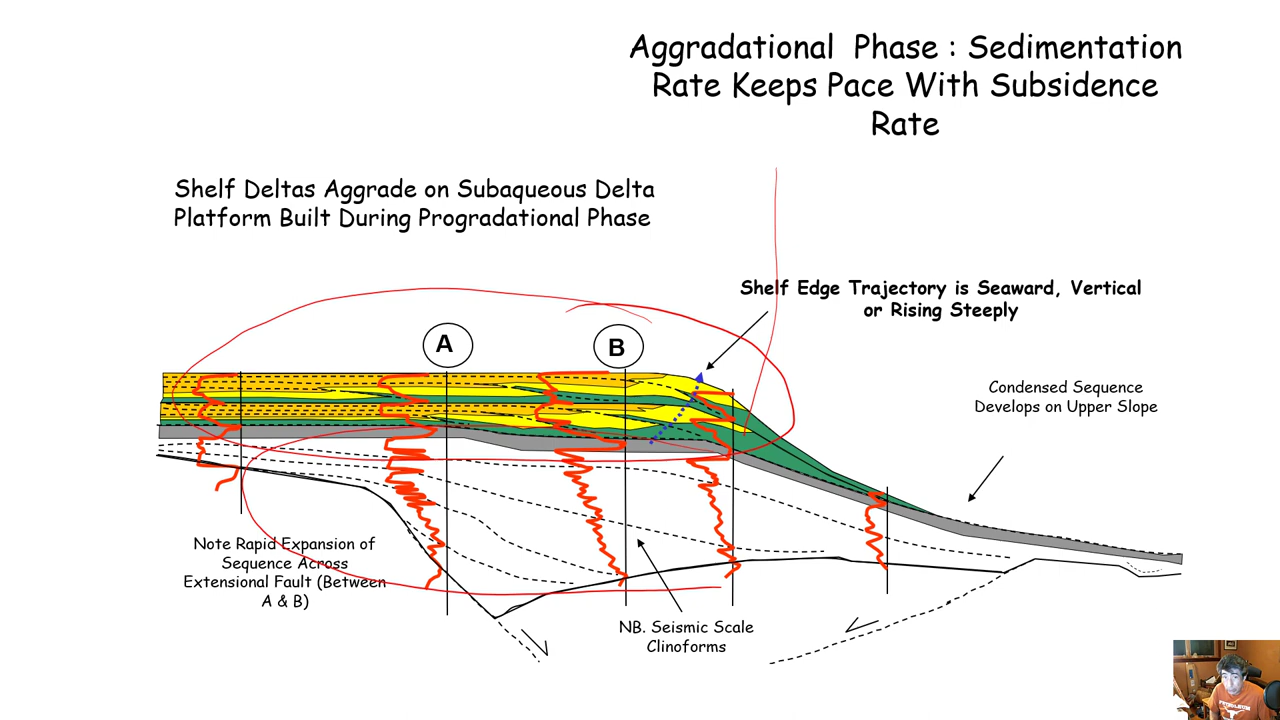 Aggradational Phase : Sedimentation
Rate Keeps Pace With Subsidence
Rate
Shelf Deltas Aggrade on Subaqueous Delta
Platform Built During Progradational Phase
Shelf Edge Trajectory is Seaward, Vertical
or Rising Steeply
A
B
Condensed Sequence
Develops on Upper Slope
Note Rapid Expansion of
Sequence Across
Extensional Fault (Between
A & B)
NB. Seismic Scale
Clinoforms